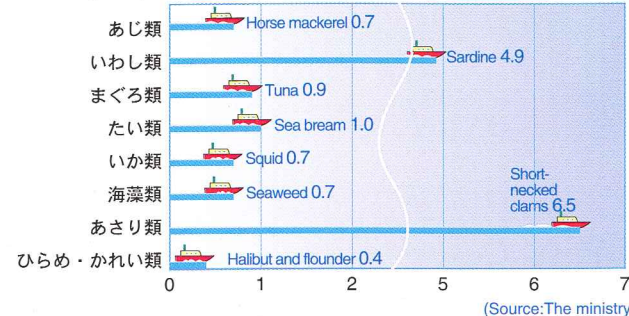 あじ類 Horse mackerel 0.7
いわし類 Sardine 4.9
まぐろ類 Tuna 0.9
たい類 Sea bream 1.0
いか類 Squid 0.7
海藻類 Seaweed 0.7
Short-
necked
clams 6.5
あさり類
ひらめ・かれい類 Halibut and flounder 0.4
0 1 2 3 4 5 6 7
(Source:The ministry